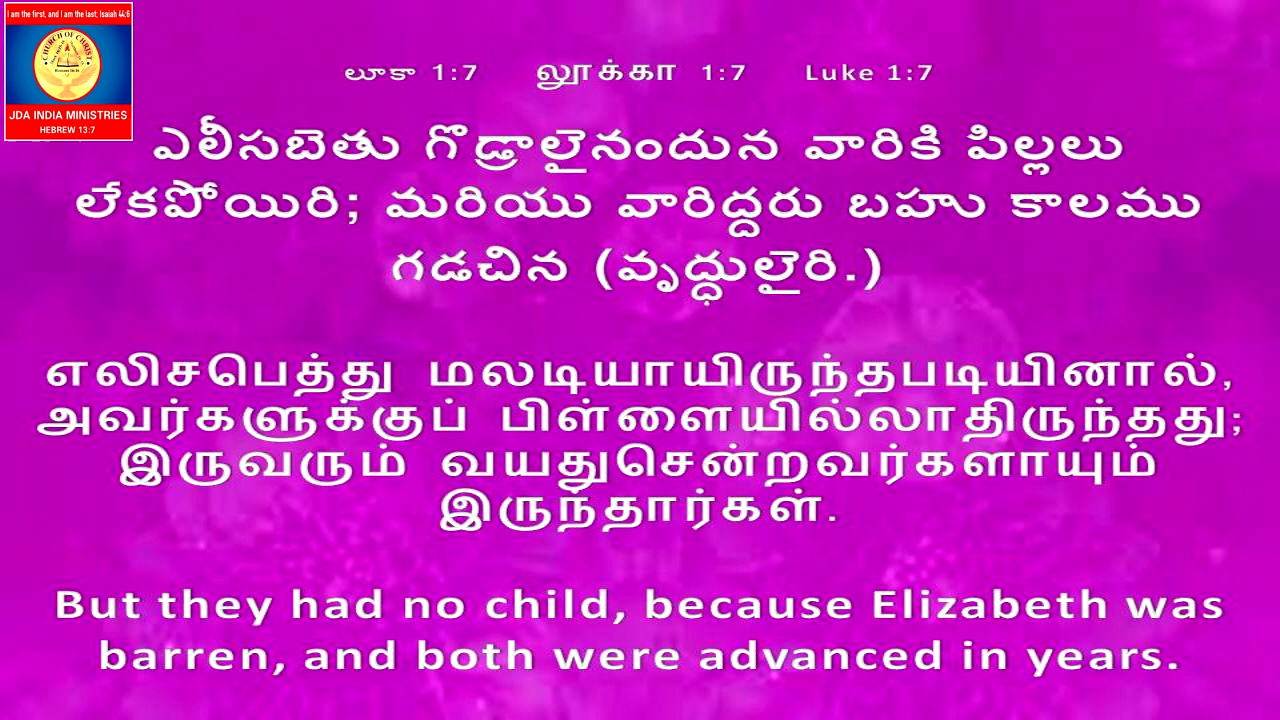 I am the first, and I am the last; Isaiah 44:6
CHURCH OF CHRIST
JDA INDIA MINISTRIES
HEBREW 13:7
లూకా 1:7 லூக்கா 1:7 Luke 1:7
ఎలీసబెతు గొడ్రాలైనందున వారికి పిల్లలు
లేకపోయిరి; మరియు వారిద్దరు బహు కాలము
గడచిన (వృద్ధులైరి.)
எலிசபெத்து மலடியாயிருந்தபடியினால்,
அவர்களுக்குப் பிள்ளையில்லாதிருந்தது;
இருவரும் வயதுசென்றவர்களாயும்
இருந்தார்கள்.
But they had no child, because Elizabeth was
barren, and both were advanced in years.